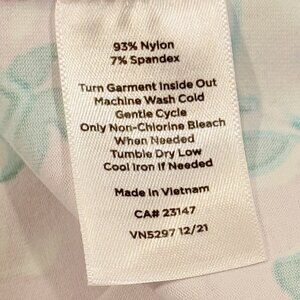 93% Nylon
7% Spandex
Turn Garment Inside Out
Machine Wash Cold
Gentle Cycle
Only Non-Chlorine Bleach
When Needed
Tumble Dry Low
Cool Iron If Needed
Made in Vietnam
CA# 23147
VN5297 12/21